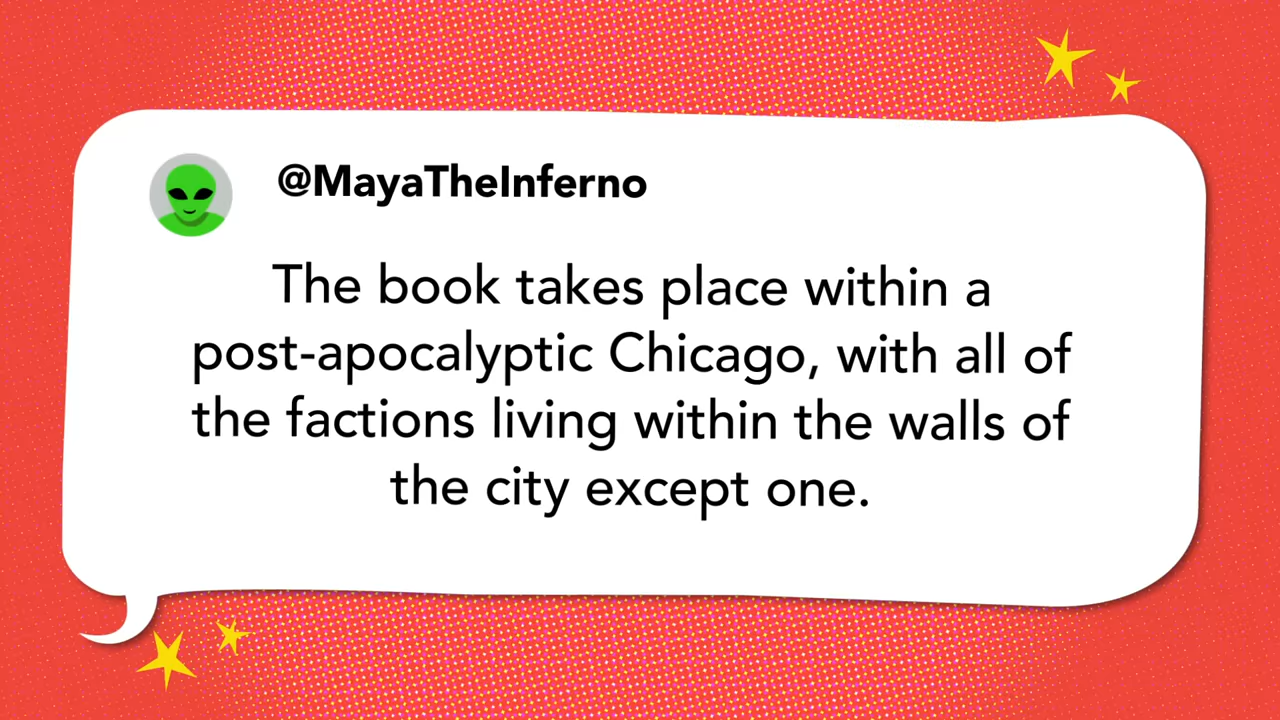 @MayaTheInferno
The book takes place within a
post-apocalyptic Chicago, with all of
the factions living within the walls of
the city except one.